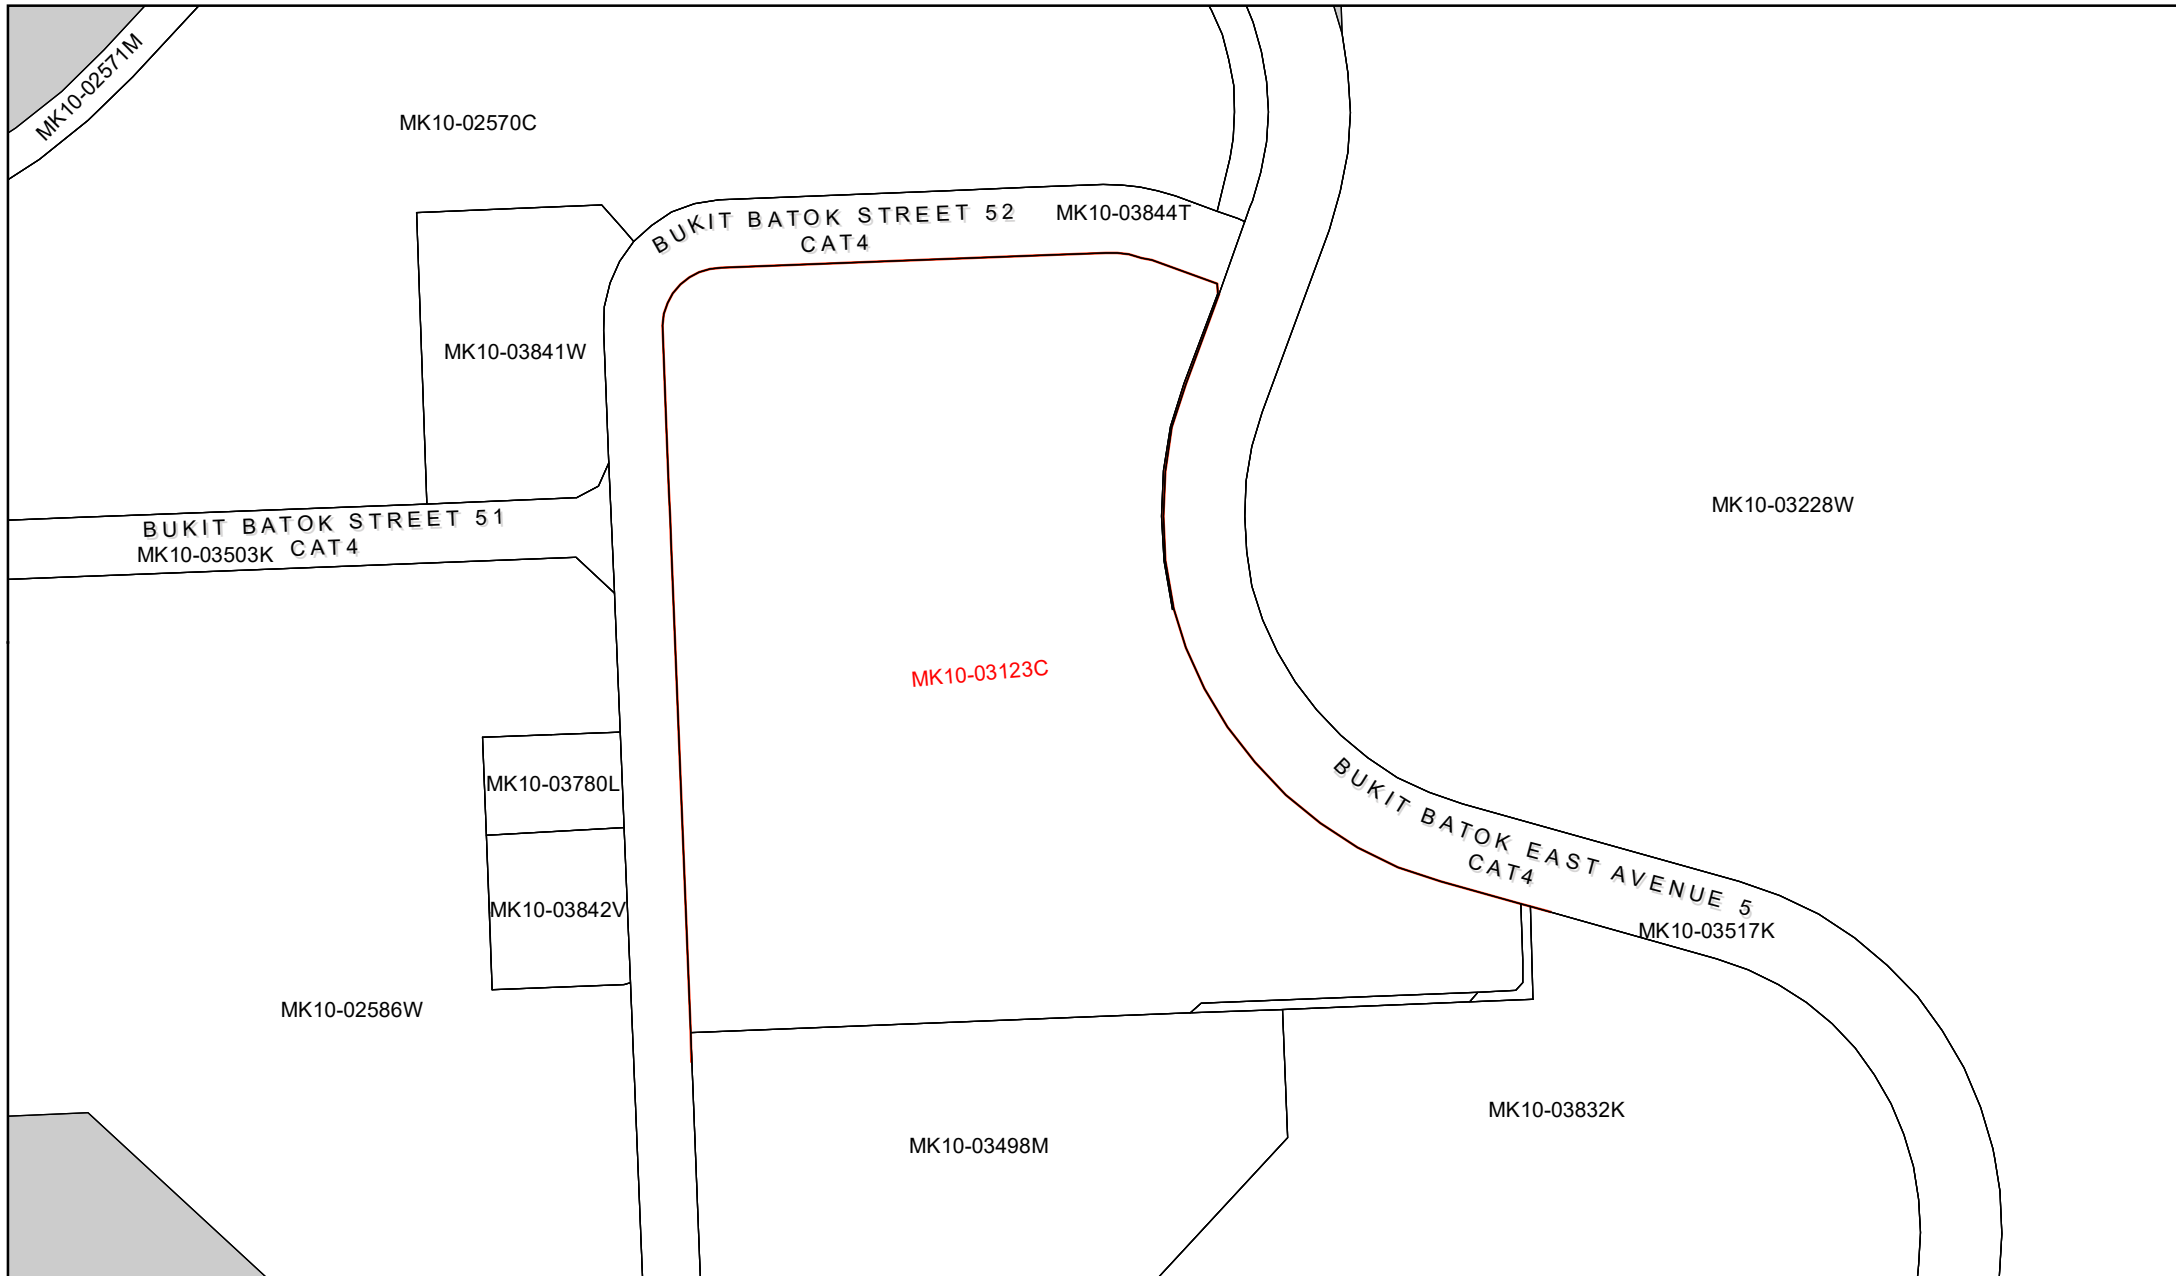 MK10-02571M
MK10-02570C
BUKIT BATOK STREET 52
CAT4
MK10-03844T
MK10-03841W
BUKIT BATOK STREET 51
CAT4
MK10-03503K
MK10-03228W
MK10-03123C
MK10-03780L
MK10-03842V
BUKIT BATOK EAST AVENUE 5
CAT4
MK10-03517K
MK10-02586W
MK10-03832K
MK10-03498M